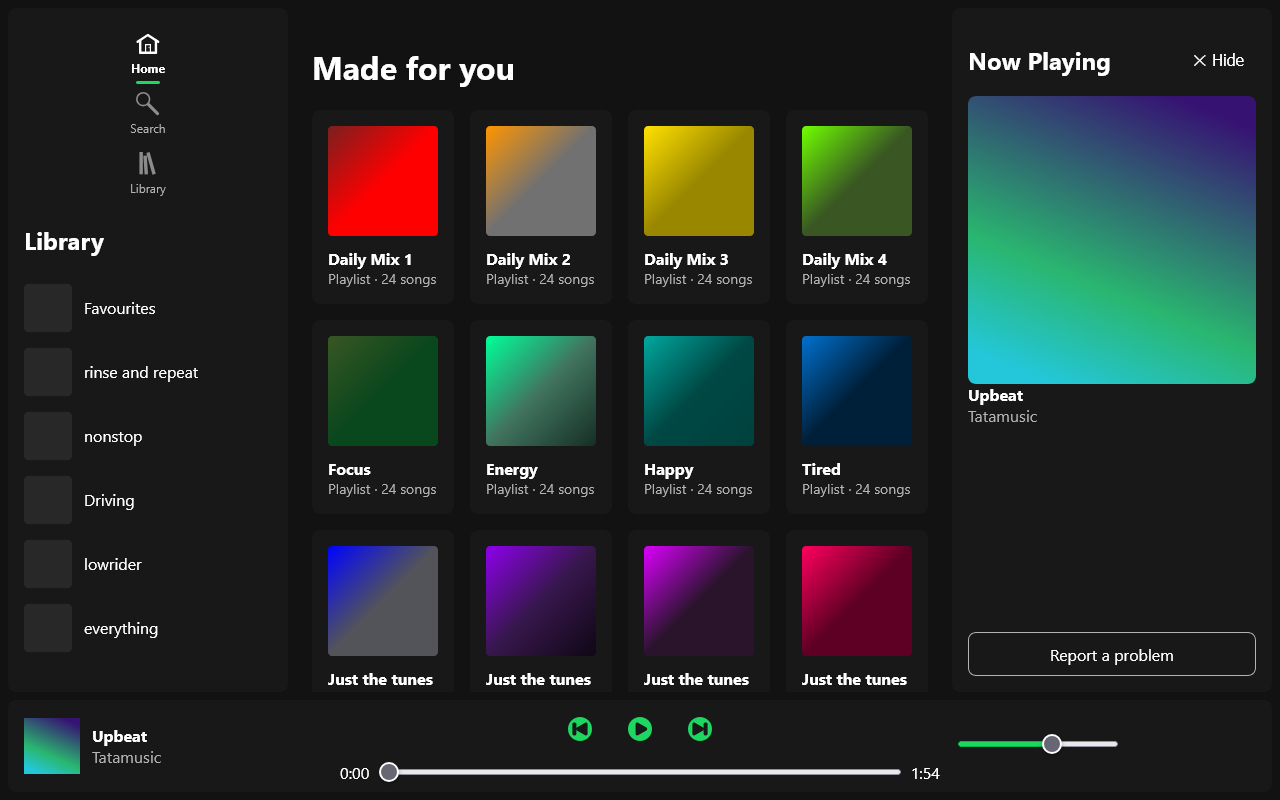 Home
Search
Library
Library
Favourites
rinse and repeat
nonstop
Driving
lowrider
everything
Made for you
Daily Mix 1
Playlist · 24 songs
Daily Mix 2
Playlist · 24 songs
Daily Mix 3
Playlist · 24 songs
Daily Mix 4
Playlist · 24 songs
Focus
Playlist · 24 songs
Energy
Playlist · 24 songs
Happy
Playlist · 24 songs
Tired
Playlist · 24 songs
Just the tunes
Just the tunes
Just the tunes
Just the tunes
Now Playing
Hide
Upbeat
Tatamusic
Report a problem
Upbeat
Tatamusic
0:00
1:54